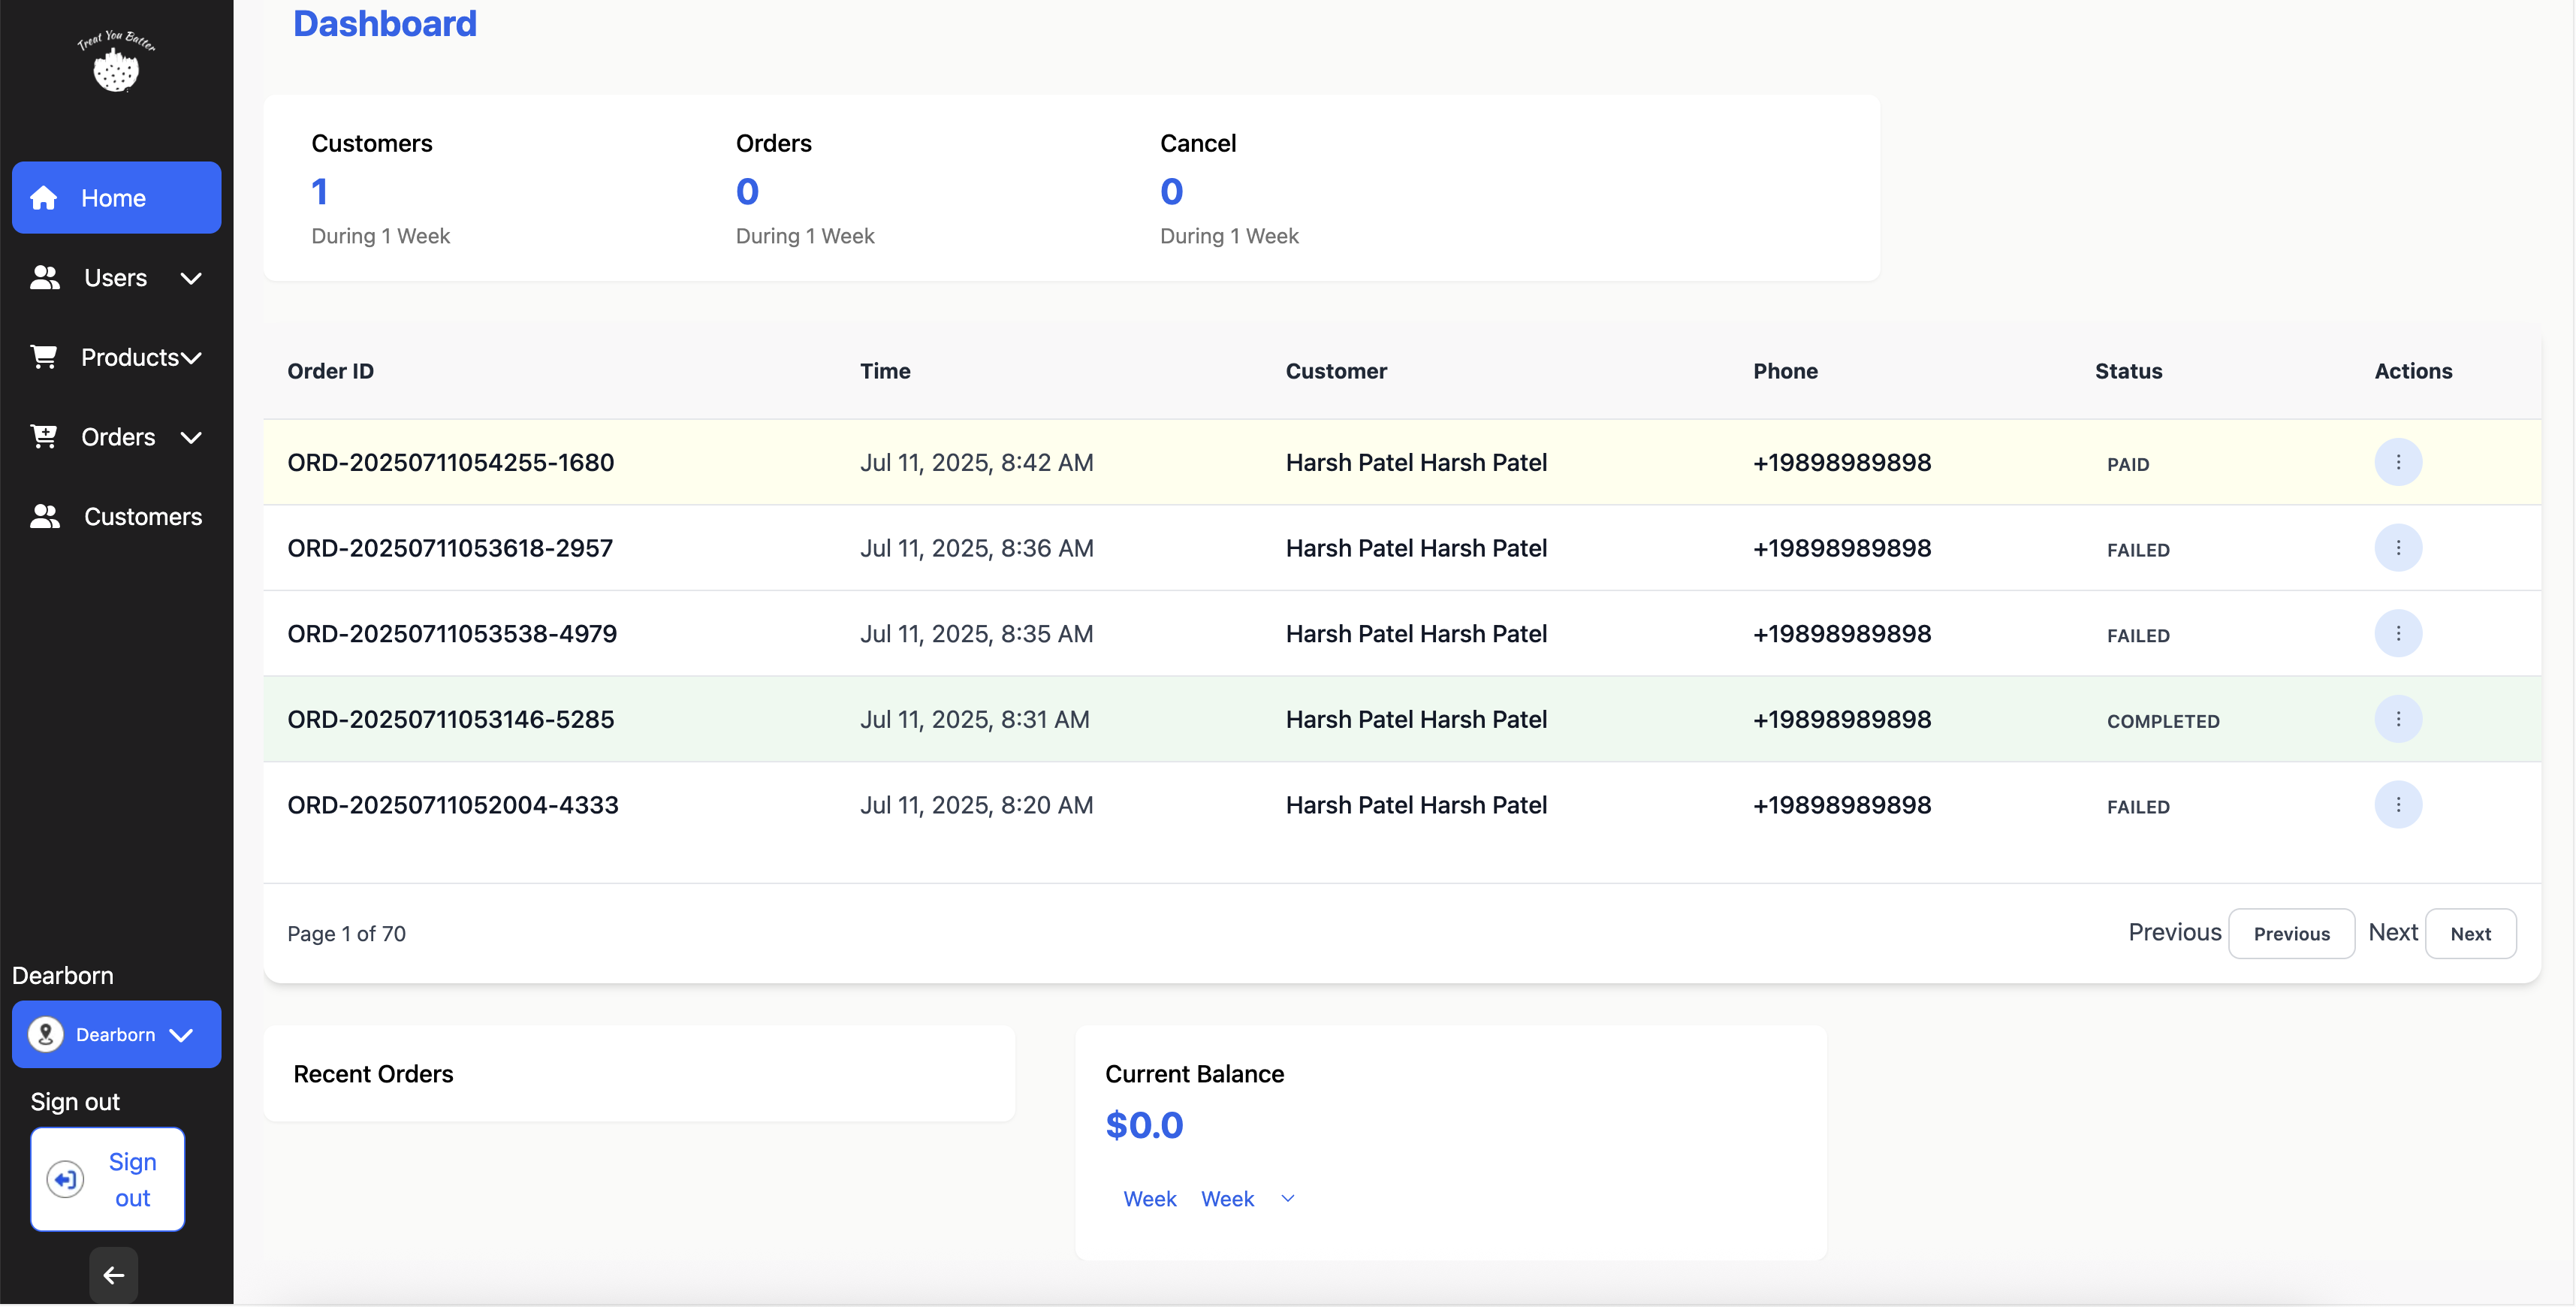 Treat You Batter
Home
Users
Products
Orders
Customers
Dearborn
Dearborn
Sign out
Sign
out
Dashboard
Customers Orders Cancel
1 0 0
During 1 Week During 1 Week During 1 Week
Order ID Time Customer Phone Status Actions
ORD-20250711054255-1680 Jul 11, 2025, 8:42 AM Harsh Patel Harsh Patel +19898989898 PAID
ORD-20250711053618-2957 Jul 11, 2025, 8:36 AM Harsh Patel Harsh Patel +19898989898 FAILED
ORD-20250711053538-4979 Jul 11, 2025, 8:35 AM Harsh Patel Harsh Patel +19898989898 FAILED
ORD-20250711053146-5285 Jul 11, 2025, 8:31 AM Harsh Patel Harsh Patel +19898989898 COMPLETED
ORD-20250711052004-4333 Jul 11, 2025, 8:20 AM Harsh Patel Harsh Patel +19898989898 FAILED
Page 1 of 70 Previous Previous Next Next
Recent Orders
Current Balance
$0.0
Week Week